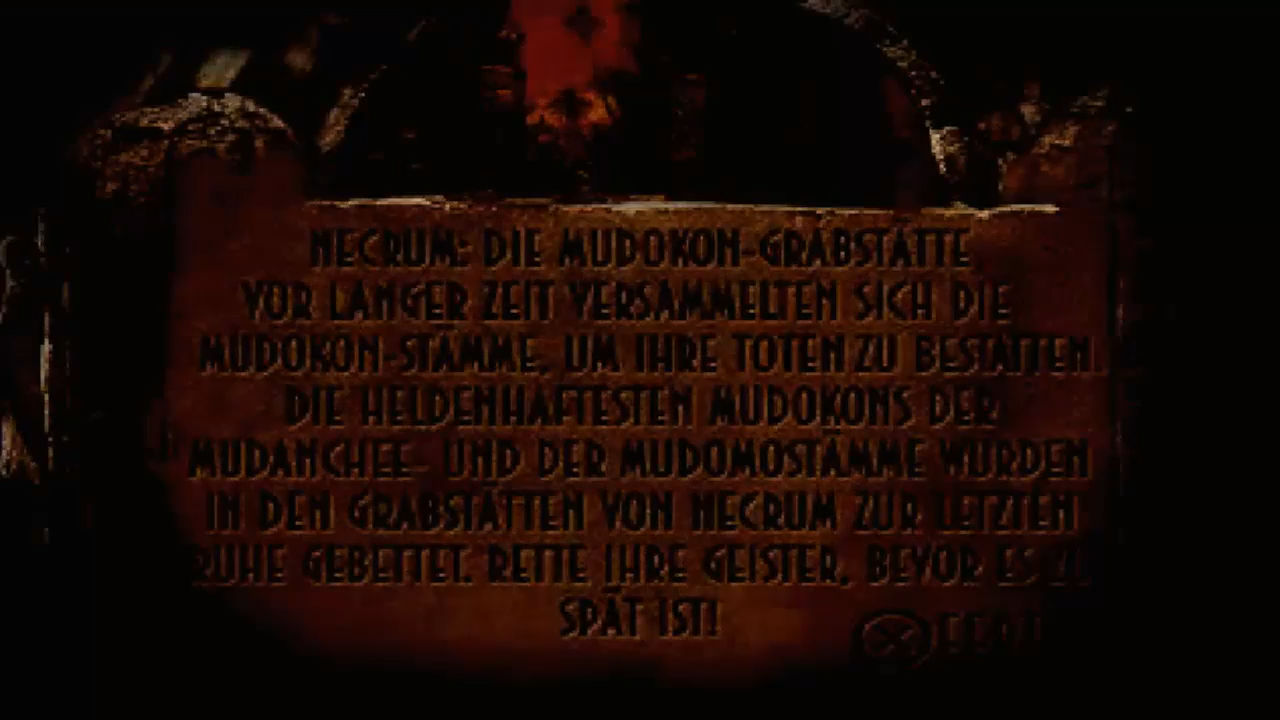 NECRUM: DIE MUDOKON-GRABSTÄTTE
VOR LANGER ZEIT VERSAMMELTEN SICH DIE
MUDOKON-STÄMME, UM IHRE TOTEN ZU BESTATTEN.
DIE HELDENHAFTESTEN MUDOKONS DER
MUDANCHEE- UND DER MUDOMOSTÄMME WURDEN
IN DEN GRABSTÄTTEN VON NECRUM ZUR LETZTEN
RUHE GEBETTET. RETTE IHRE GEISTER, BEVOR ES ZU
SPÄT IST!